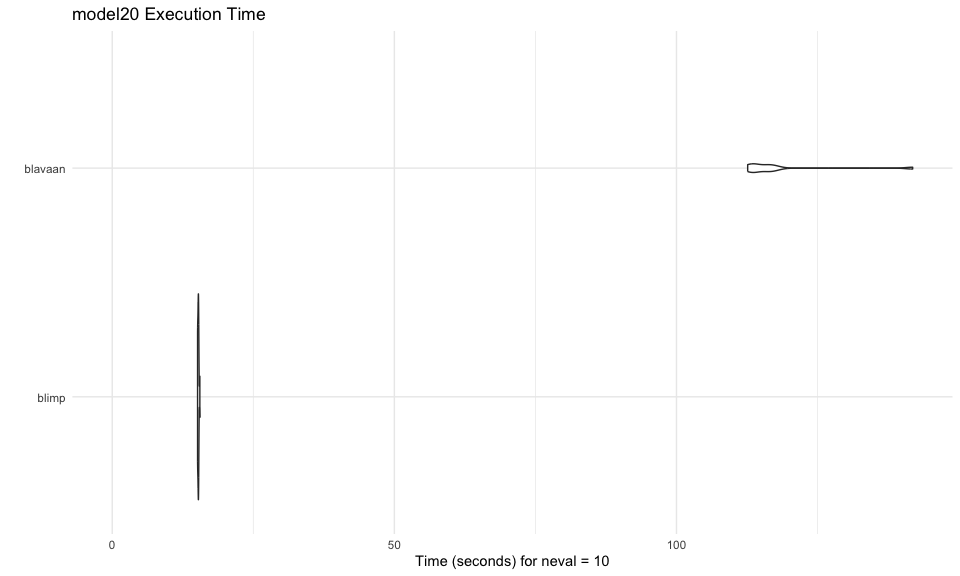 model20 Execution Time
blavaan
blimp
0 50 100
Time (seconds) for neval = 10